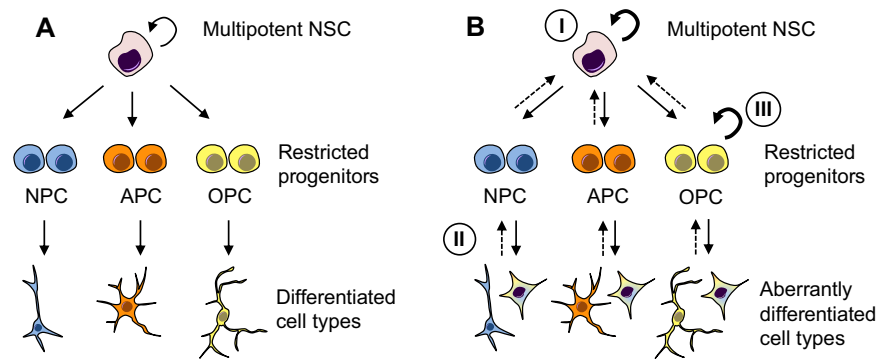 A
Multipotent NSC
Restricted
progenitors
NPC
APC
OPC
Differentiated
cell types
B
I
Multipotent NSC
III
Restricted
progenitors
NPC
APC
OPC
II
Aberrantly
differentiated
cell types